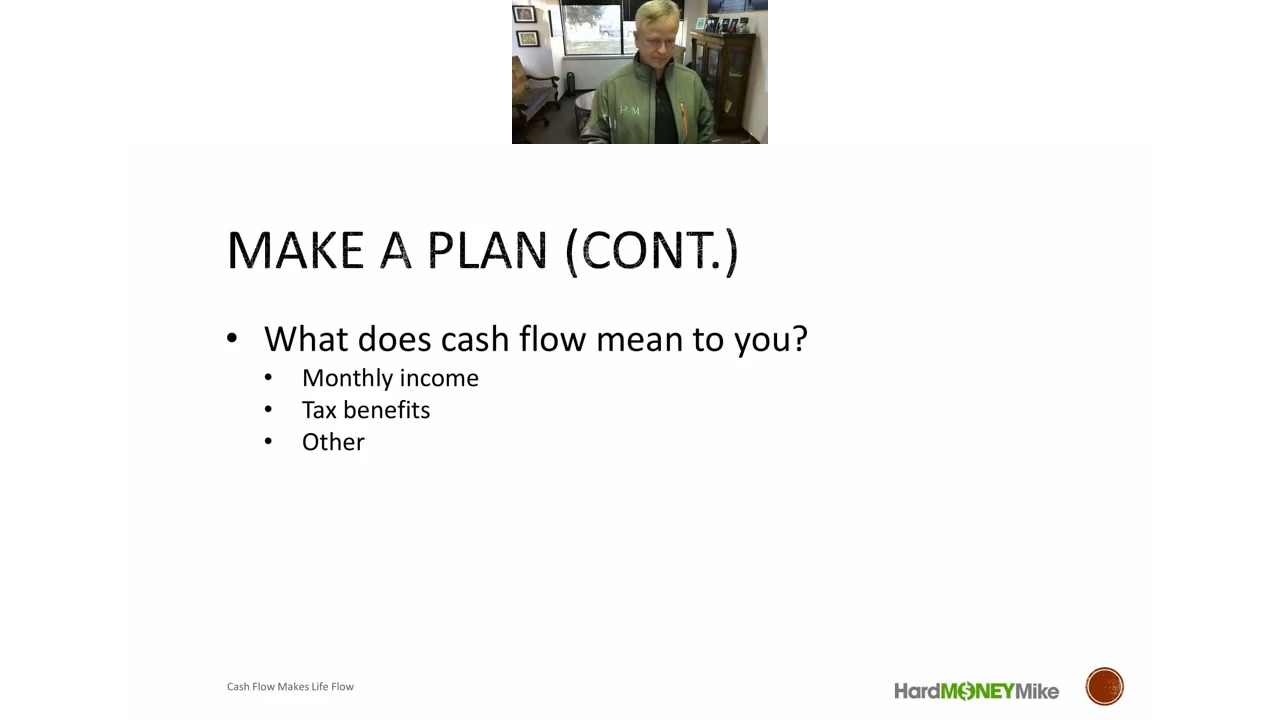 MAKE A PLAN (CONT.)
• What does cash flow mean to you?
• Monthly income
• Tax benefits
• Other
Cash Flow Makes Life Flow
HardMONEYMike